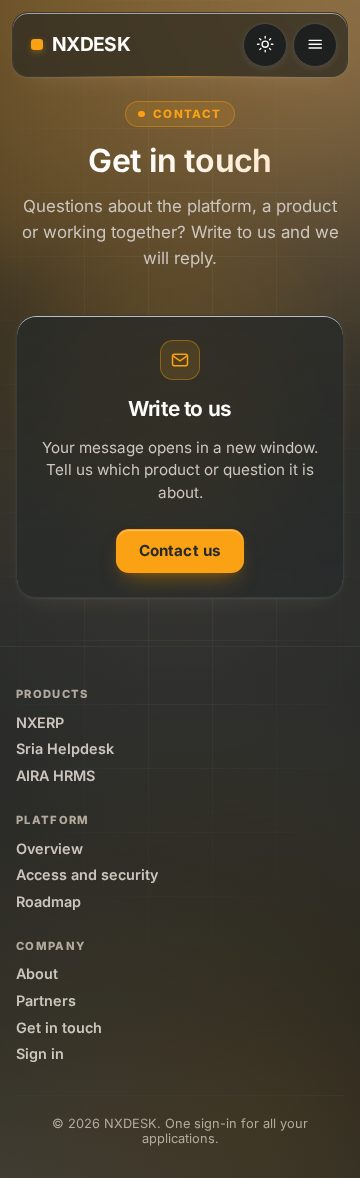 NXDESK
CONTACT
Get in touch
Questions about the platform, a product
or working together? Write to us and we
will reply.
Write to us
Your message opens in a new window.
Tell us which product or question it is
about.
Contact us
PRODUCTS
NXERP
Sria Helpdesk
AIRA HRMS
PLATFORM
Overview
Access and security
Roadmap
COMPANY
About
Partners
Get in touch
Sign in
© 2026 NXDESK. One sign-in for all your
applications.